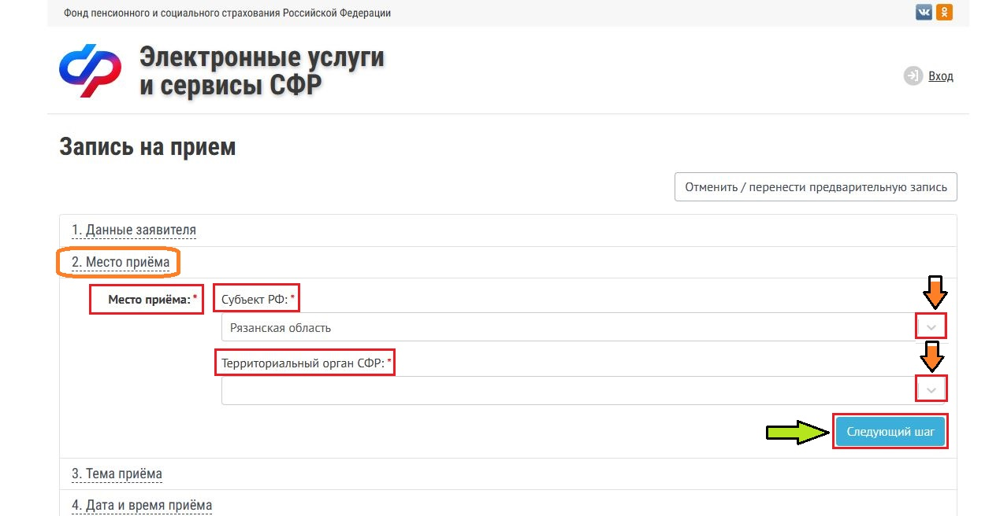 Фонд пенсионного и социального страхования Российской Федерации
Электронные услуги
и сервисы СФР
Вход
Запись на прием
Отменить / перенести предварительную запись
1. Данные заявителя
2. Место приёма
Место приёма: * Субъект РФ: *
Рязанская область
Территориальный орган СФР: *
Следующий шаг
3. Тема приёма
4. Дата и время приёма